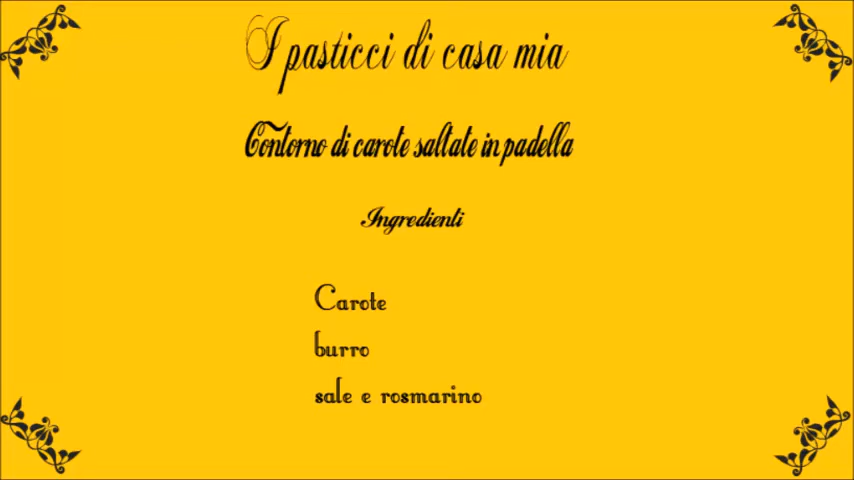 I pasticci di casa mia
Contorno di carote saltate in padella
Ingredienti
Carote
burro
sale e rosmarino